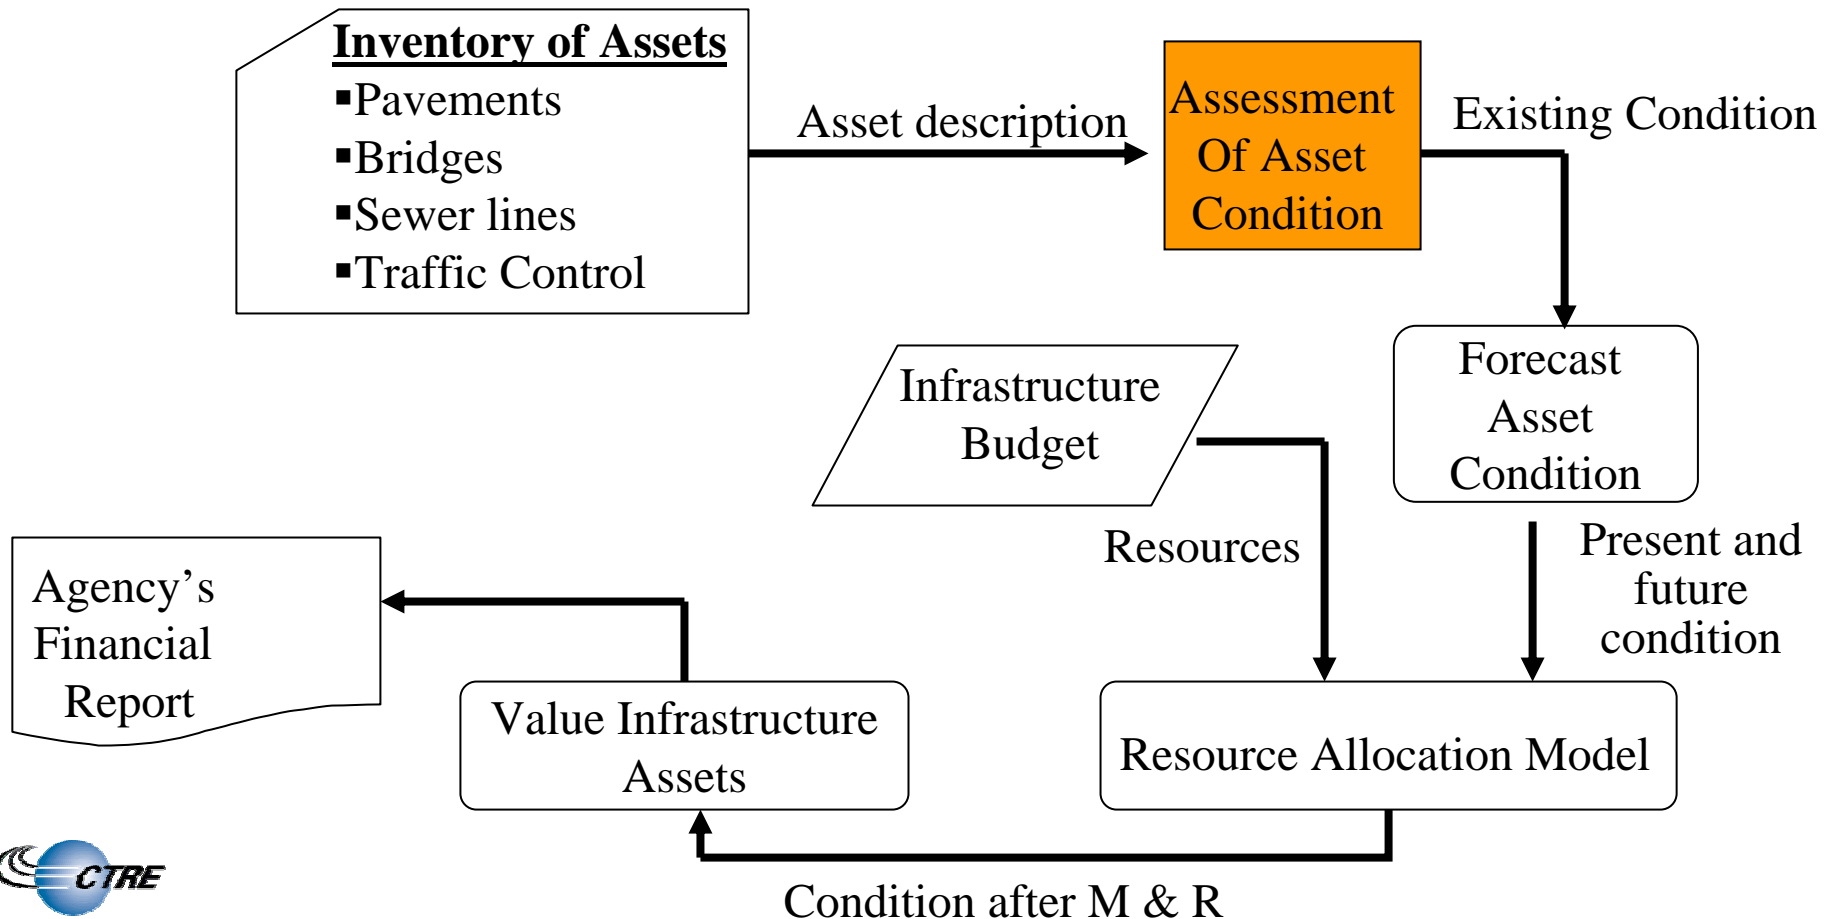 Inventory of Assets
▪Pavements
▪Bridges
▪Sewer lines
▪Traffic Control
Asset description
Assessment
Of Asset
Condition
Existing Condition
Forecast
Asset
Condition
Infrastructure
Budget
Resources
Present and
future
condition
Agency’s
Financial
Report
Value Infrastructure
Assets
Resource Allocation Model
Condition after M & R
CTRE